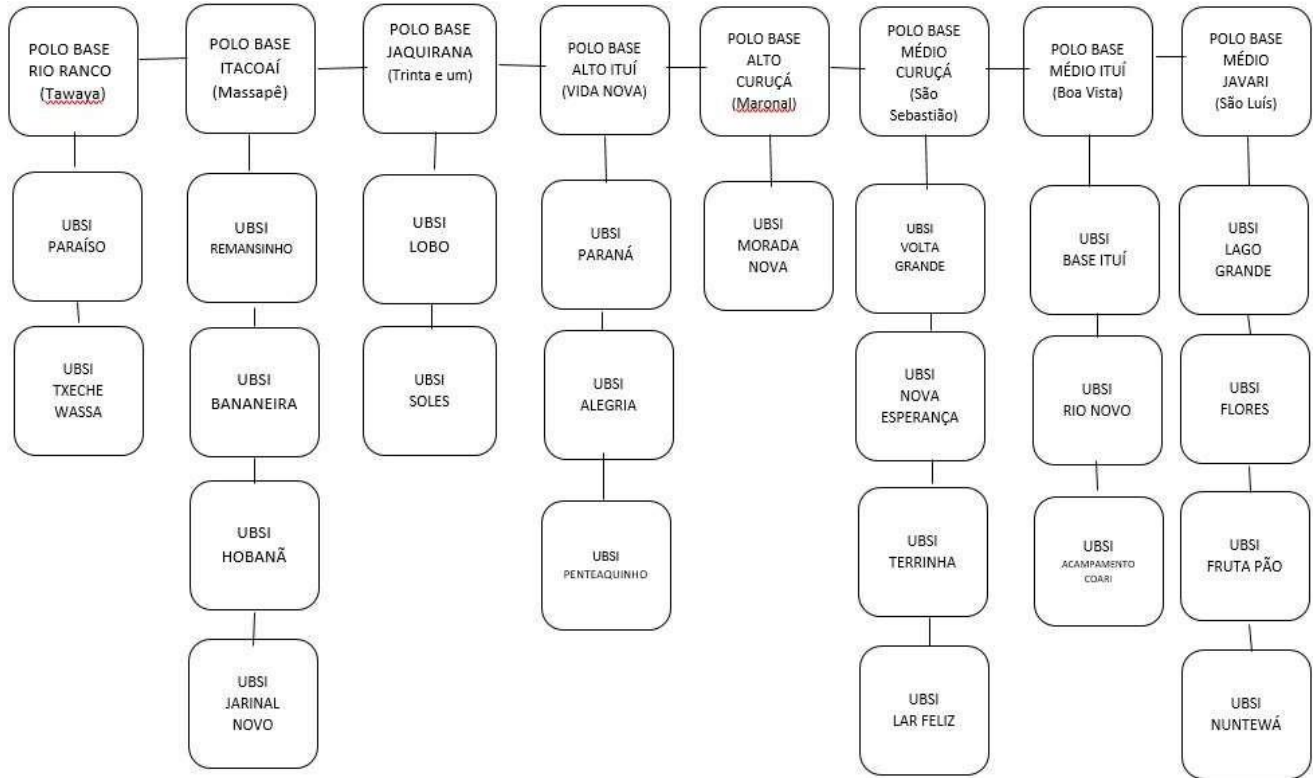 POLO BASE
RIO RANCO
(Tawaya)
POLO BASE
ITACOAÍ
(Massapê)
POLO BASE
JAQUIRANA
(Trinta e um)
POLO BASE
ALTO ITUÍ
(VIDA NOVA)
POLO BASE
ALTO
CURUÇÁ
(Maronal)
POLO BASE
MÉDIO
CURUÇÁ
(São
Sebastião)
POLO BASE
MÉDIO ITUÍ
(Boa Vista)
POLO BASE
MÉDIO
JAVARI
(São Luís)
UBSI
PARAÍSO
UBSI
REMANSINHO
UBSI
LOBO
UBSI
PARANÁ
UBSI
MORADA
NOVA
UBSI
VOLTA
GRANDE
UBSI
BASE ITUÍ
UBSI
LAGO
GRANDE
UBSI
TXECHE
WASSA
UBSI
BANANEIRA
UBSI
SOLES
UBSI
ALEGRIA
UBSI
NOVA
ESPERANÇA
UBSI
RIO NOVO
UBSI
FLORES
UBSI
HOBANÃ
UBSI
PENTEAQUINHO
UBSI
TERRINHA
UBSI
ACAMPAMENTO
COARI
UBSI
FRUTA PÃO
UBSI
JARINAL
NOVO
UBSI
LAR FELIZ
UBSI
NUNTEWÁ